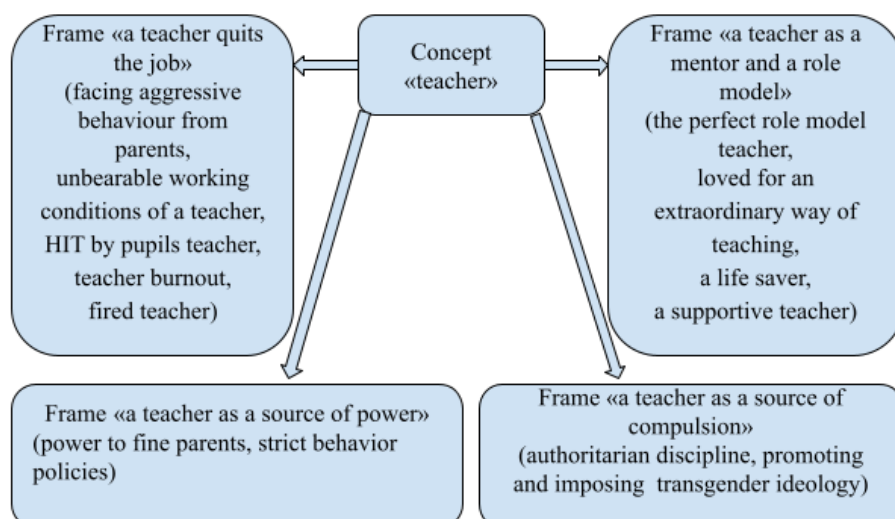 Frame «a teacher quits
the job»
(facing aggressive
behaviour from
parents,
unbearable working
conditions of a teacher,
HIT by pupils teacher,
teacher burnout,
fired teacher)
Concept
«teacher»
Frame «a teacher as a
mentor and a role
model»
(the perfect role model
teacher,
loved for an
extraordinary way of
teaching,
a life saver,
a supportive teacher)
Frame «a teacher as a source of power»
(power to fine parents, strict behavior
policies)
Frame «a teacher as a source of
compulsion»
(authoritarian discipline, promoting
and imposing transgender ideology)